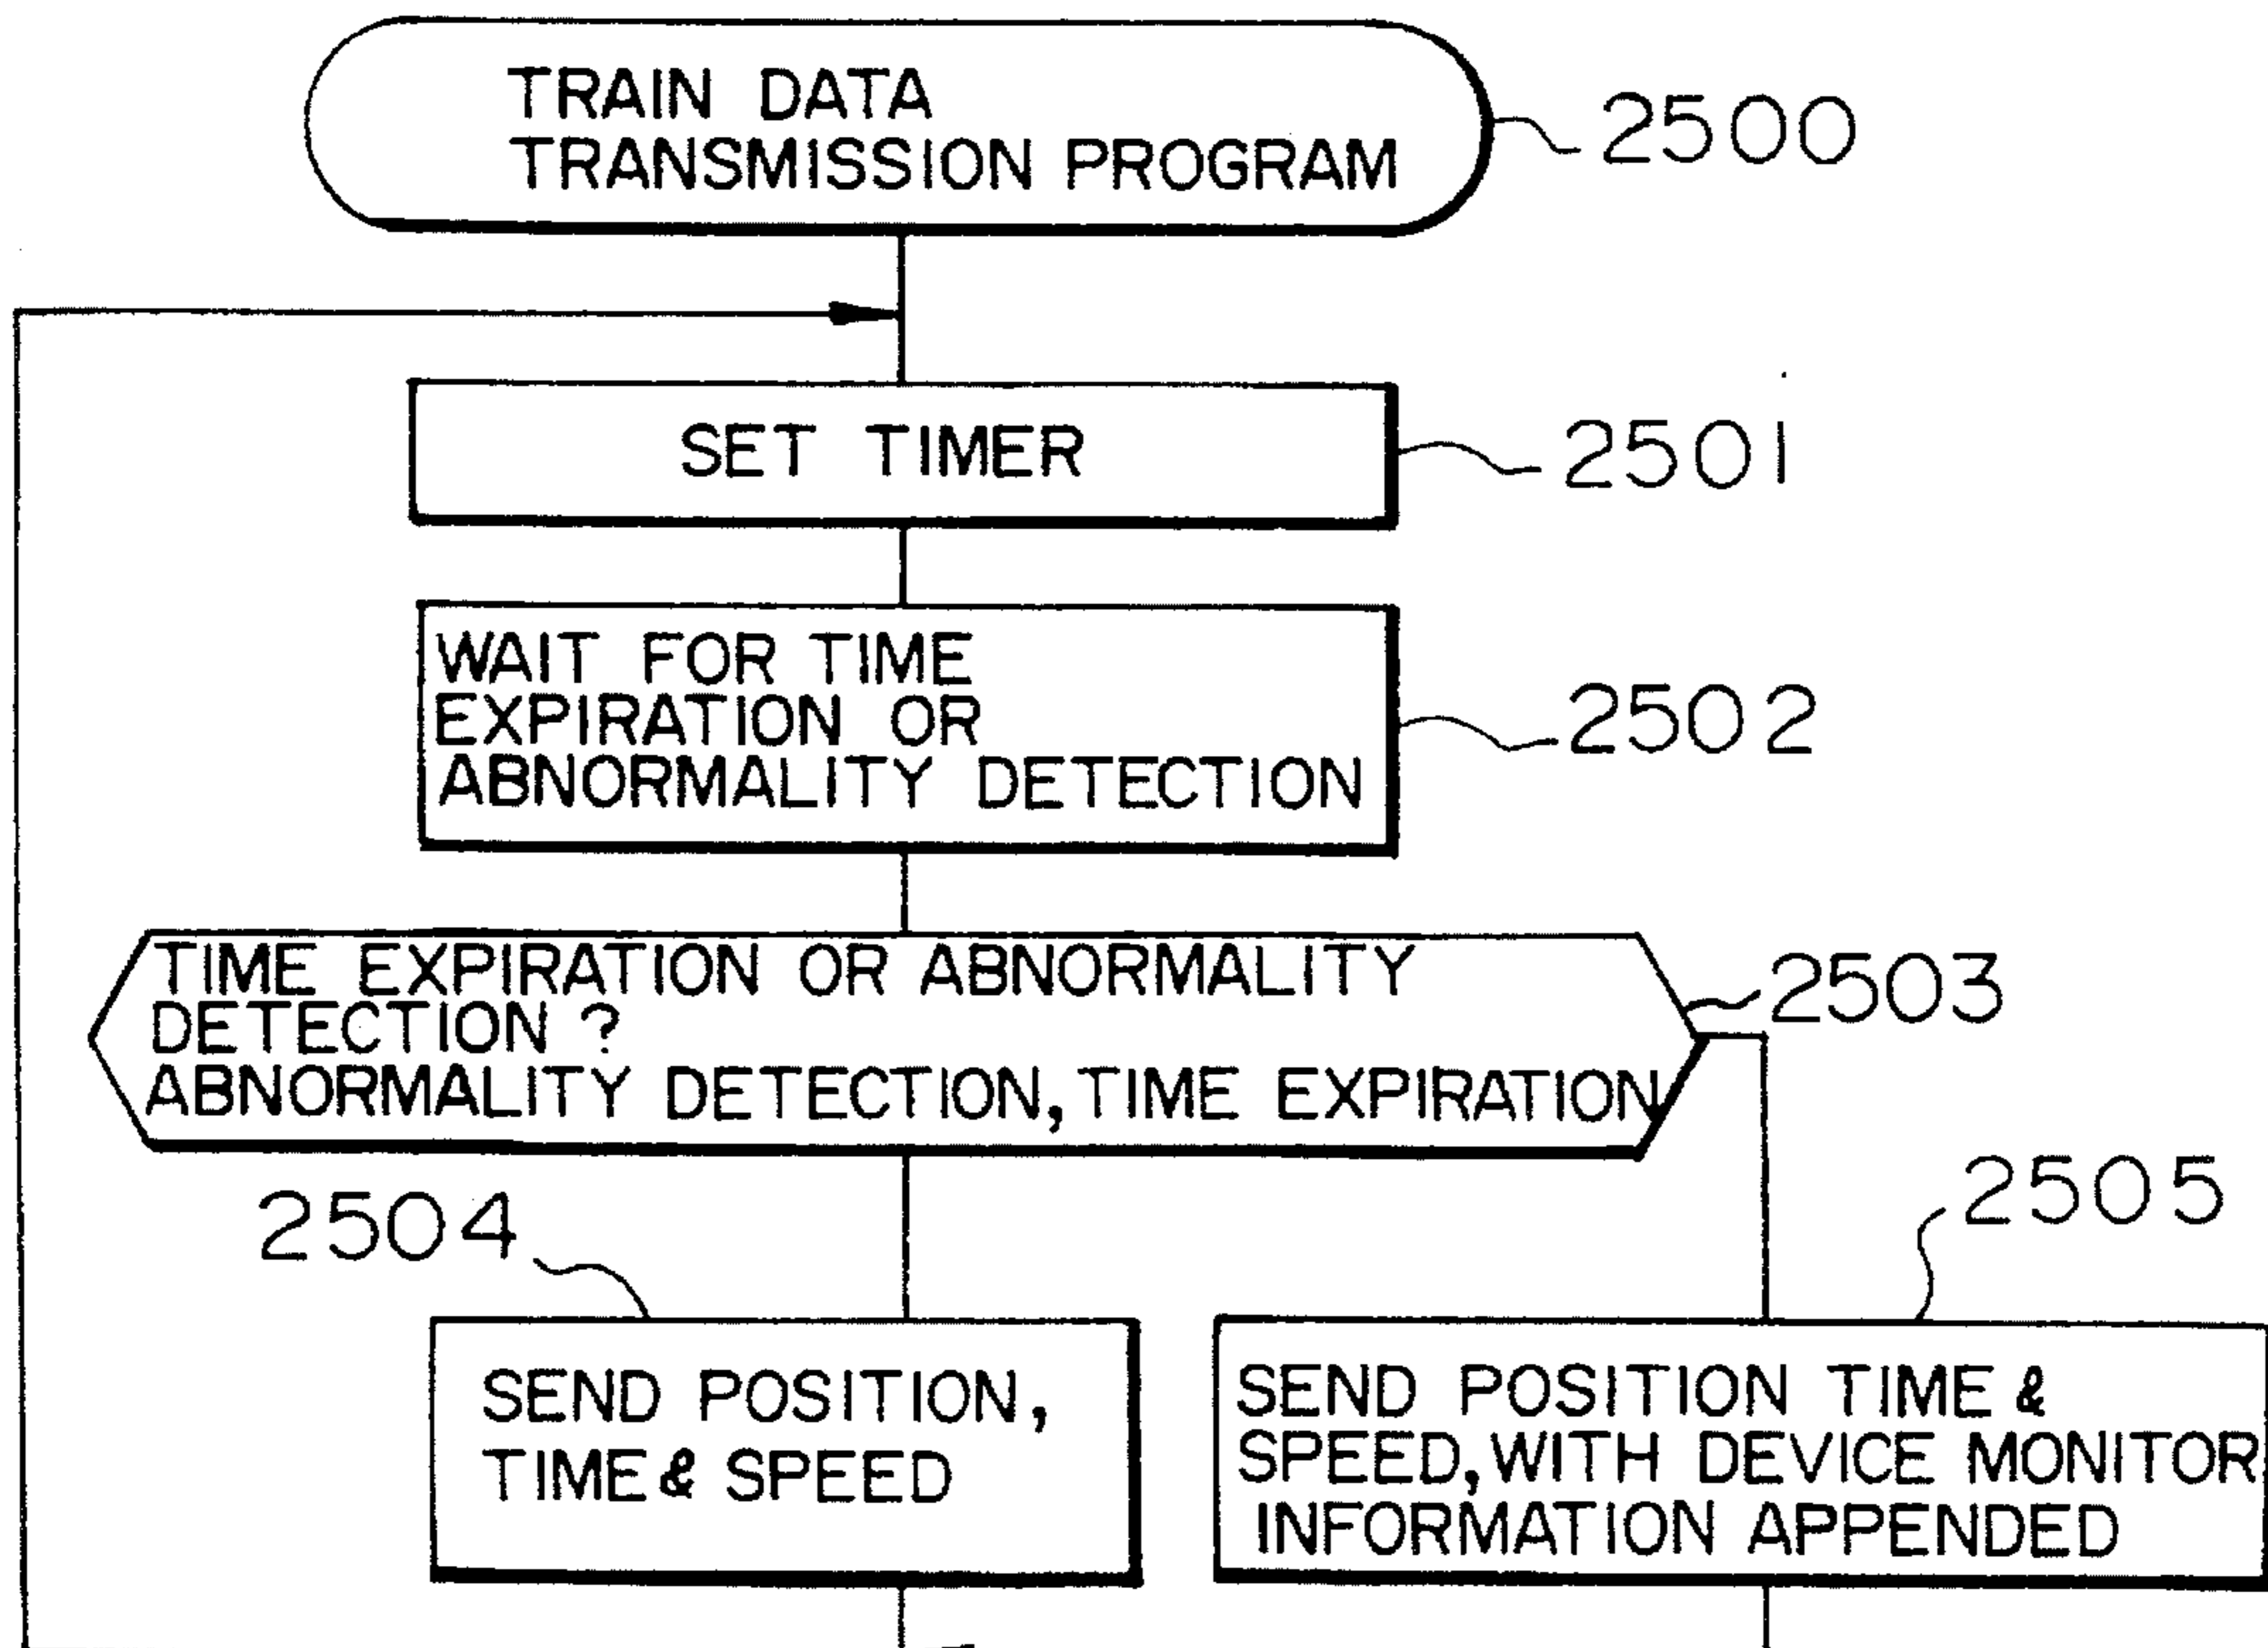 TRAIN DATA
TRANSMISSION PROGRAM
2500
SET TIMER
2501
WAIT FOR TIME
EXPIRATION OR
ABNORMALITY DETECTION
2502
TIME EXPIRATION OR ABNORMALITY
DETECTION ?
ABNORMALITY DETECTION, TIME EXPIRATION
2503
2504
2505
SEND POSITION,
TIME & SPEED
SEND POSITION TIME &
SPEED, WITH DEVICE MONITOR
INFORMATION APPENDED